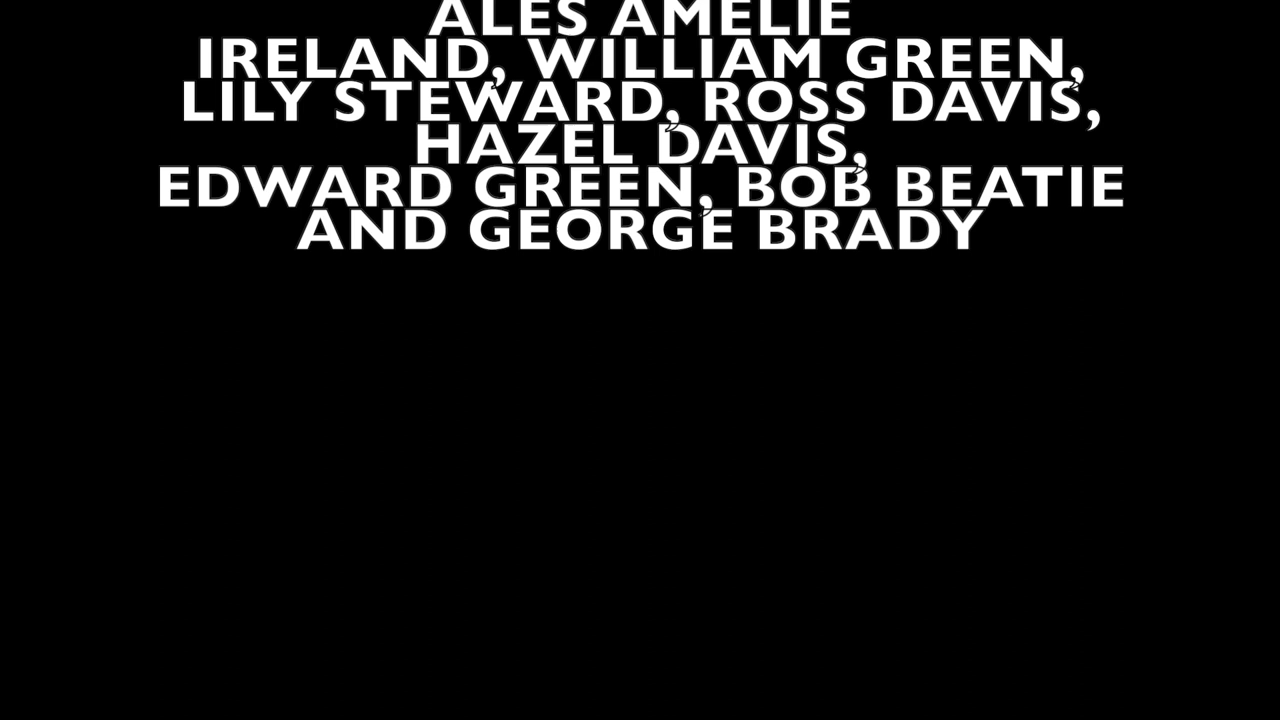 ALES AMELIE
IRELAND, WILLIAM GREEN,
LILY STEWARD, ROSS DAVIS,
HAZEL DAVIS,
EDWARD GREEN, BOB BEATIE
AND GEORGE BRADY